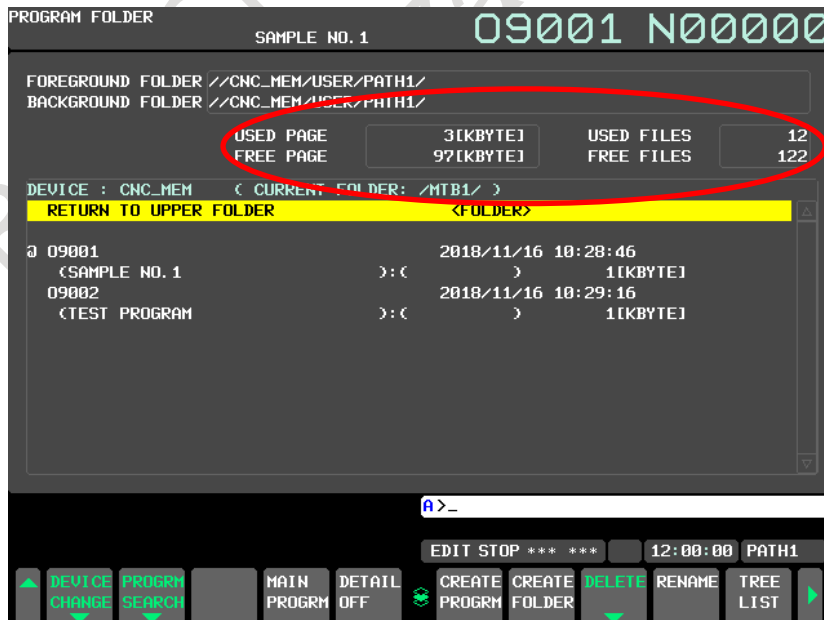 PROGRAM FOLDER
SAMPLE NO.1 O9001 N00000
FOREGROUND FOLDER //CNC_MEM/USER/PATH1/
BACKGROUND FOLDER //CNC_MEM/USER/PATH1/
USED PAGE 3[KBYTE] USED FILES 12
FREE PAGE 97[KBYTE] FREE FILES 122
DEVICE : CNC_MEM ( CURRENT FOLDER: /MTB1/ )
RETURN TO UPPER FOLDER <FOLDER>
@ O9001 2018/11/16 10:28:46
(SAMPLE NO.1 ):( ) 1[KBYTE]
O9002 2018/11/16 10:29:16
(TEST PROGRAM ):( ) 1[KBYTE]
A>_
EDIT STOP *** *** 12:00:00 PATH1
DEVICE CHANGE PROGRM SEARCH MAIN PROGRM DETAIL OFF CREATE PROGRM CREATE FOLDER DELETE RENAME TREE LIST